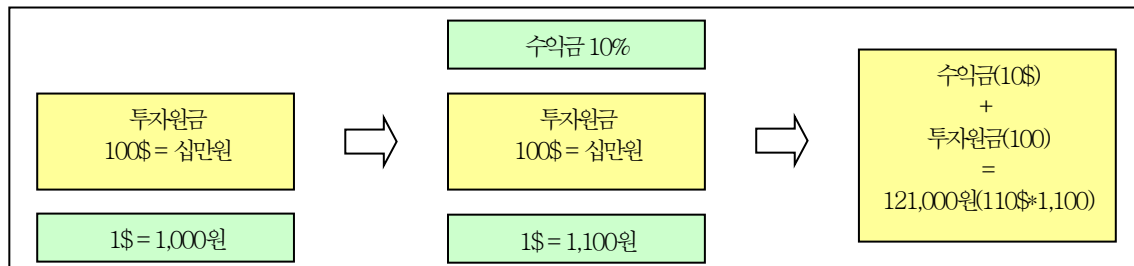 투자원금
100$ = 십만원
1$ = 1,000원
수익금 10%
투자원금
100$ = 십만원
1$ = 1,100원
수익금(10$)
+
투자원금(100)
=
121,000원(110$*1,100)